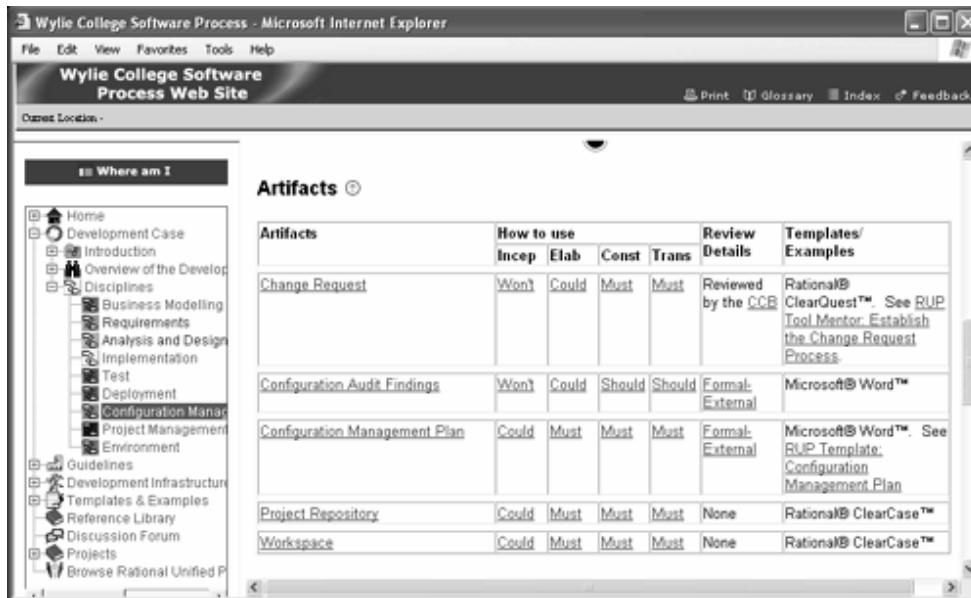 Wylie College Software Process - Microsoft Internet Explorer
File Edit View Favorites Tools Help
Wylie College Software
Process Web Site
Print Glossary Index Feedback
Current Location -
Where am I
Home
Development Case
Introduction
Overview of the Develop
Disciplines
Business Modelling
Requirements
Analysis and Design
Implementation
Test
Deployment
Configuration Manag
Project Management
Environment
Guidelines
Development Infrastructure
Templates & Examples
Reference Library
Discussion Forum
Projects
Browse Rational Unified P
Artifacts
Artifacts How to use Review Templates/
Incep Elab Const Trans Details Examples
Change Request Won't Could Must Must Reviewed Rational®
by the CCB ClearQuest™. See RUP
Tool Mentor: Establish
the Change Request
Process.
Configuration Audit Findings Won't Could Should Should Formal- Microsoft® Word™
External
Configuration Management Plan Could Must Must Must Formal- Microsoft® Word™. See
External RUP Template:
Configuration
Management Plan
Project Repository Could Must Must Must None Rational® ClearCase™
Workspace Could Must Must Must None Rational® ClearCase™